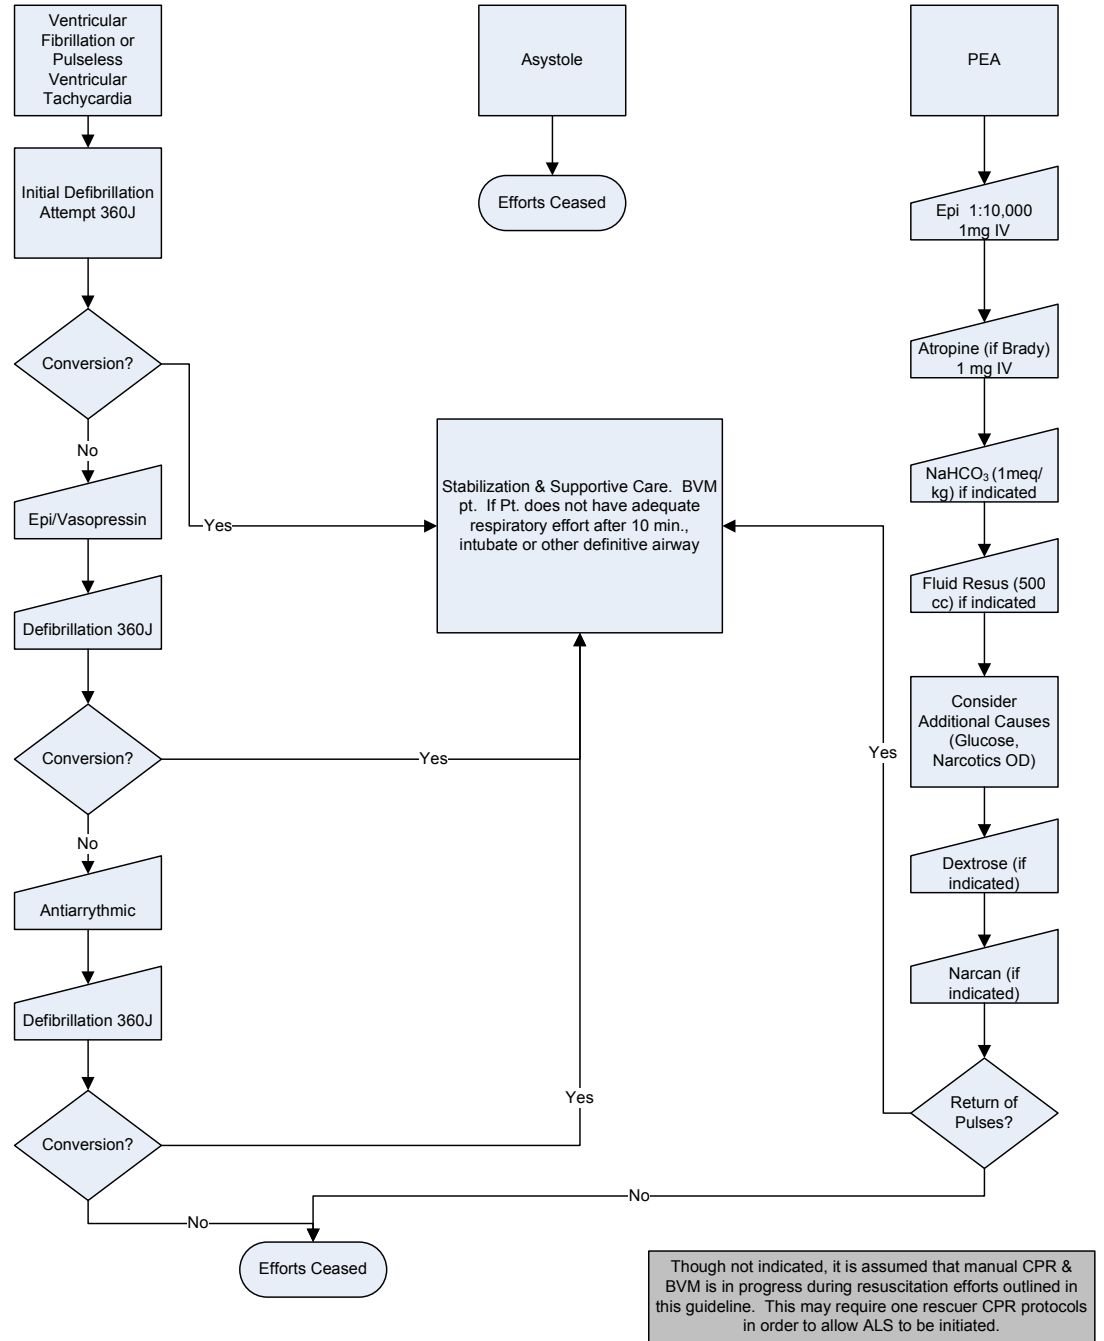 Ventricular
Fibrillation or
Pulseless
Ventricular
Tachycardia
Initial Defibrillation
Attempt 360J
Conversion?
No
Yes
Epi/Vasopressin
Defibrillation 360J
Conversion?
Yes
No
Antiarrythmic
Defibrillation 360J
Conversion?
Yes
No
Efforts Ceased
Asystole
Efforts Ceased
Stabilization & Supportive Care. BVM
pt. If Pt. does not have adequate
respiratory effort after 10 min.,
intubate or other definitive airway
PEA
Epi 1:10,000
1mg IV
Atropine (if Brady)
1 mg IV
NaHCO₃ (1meq/
kg) if indicated
Fluid Resus (500
cc) if indicated
Consider
Additional Causes
(Glucose,
Narcotics OD)
Dextrose (if
indicated)
Narcan (if
indicated)
Return of
Pulses?
Yes
No
Though not indicated, it is assumed that manual CPR &
BVM is in progress during resuscitation efforts outlined in
this guideline. This may require one rescuer CPR protocols
in order to allow ALS to be initiated.